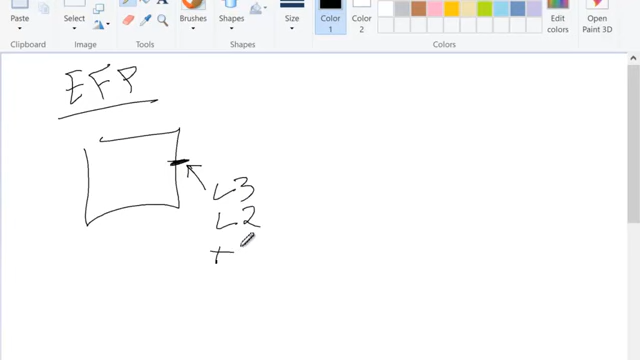 Paste
Select
Brushes
Shapes
Size
Color 1
Color 2
Edit colors
Open Paint 3D
Clipboard
Image
Tools
Shapes
Colors
EFP
L3
L2
+